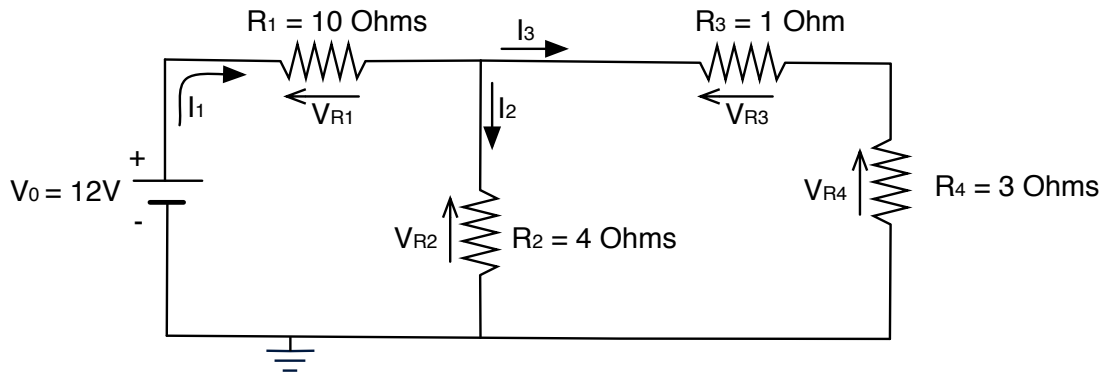 R1 = 10 Ohms
I3
R3 = 1 Ohm
I1
VR1
I2
VR3
+
V0 = 12V
-
VR4
R4 = 3 Ohms
VR2
R2 = 4 Ohms